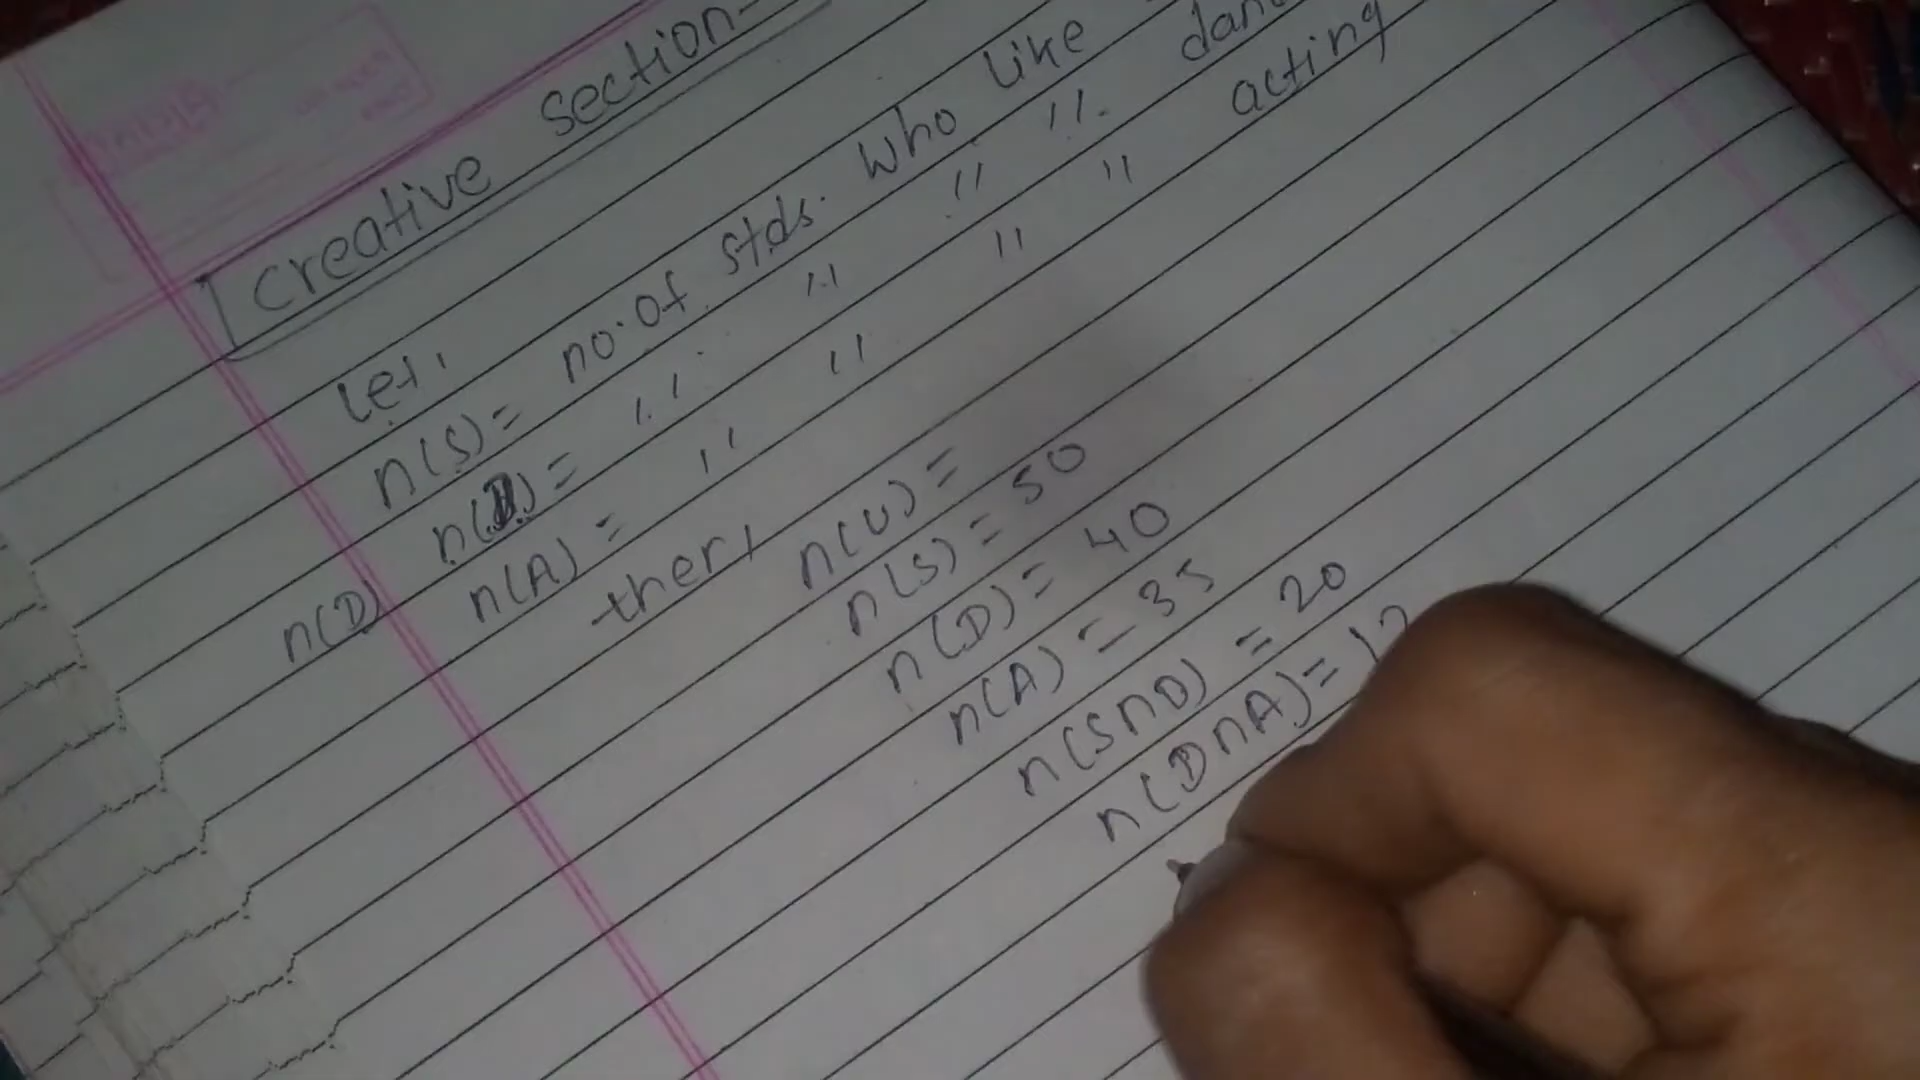 Creative section-
let,
n(S) = no. of stds. who like
n(D) = " " " " dan
n(A) = " " " " acting
n(D)
then, n(U) =
n(S) = 50
n(D) = 40
n(A) = 35
n(S∩D) = 20
n(D∩A) =